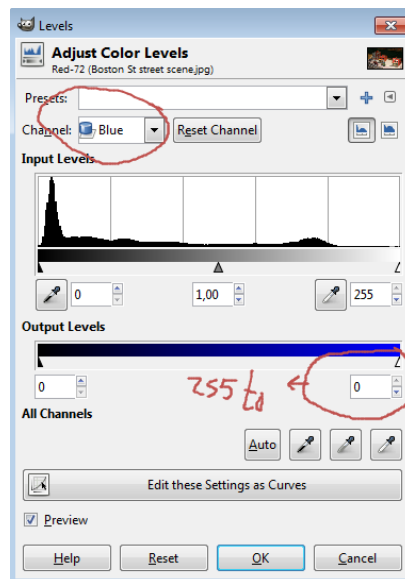 Levels
Adjust Color Levels
Red-72 (Boston St street scene.jpg)
Presets:
Channel: Blue Reset Channel
Input Levels
0 1,00 255
Output Levels
0 255 to 0
All Channels
Auto
Edit these Settings as Curves
Preview
Help Reset OK Cancel